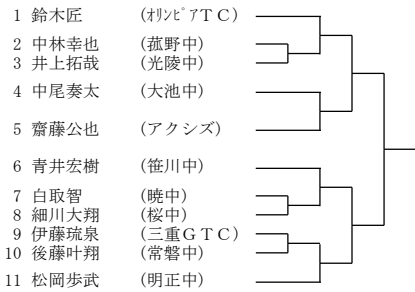 1 鈴木匠 (ｵﾘﾝﾋﾟｱＴＣ)
2 中林幸也 (菰野中)
3 井上拓哉 (光陵中)
4 中尾奏太 (大池中)
5 齋藤公也 (アクシズ)
6 青井宏樹 (笹川中)
7 白取智 (暁中)
8 細川大翔 (桜中)
9 伊藤琉泉 (三重ＧＴＣ)
10 後藤叶翔 (常磐中)
11 松岡歩武 (明正中)